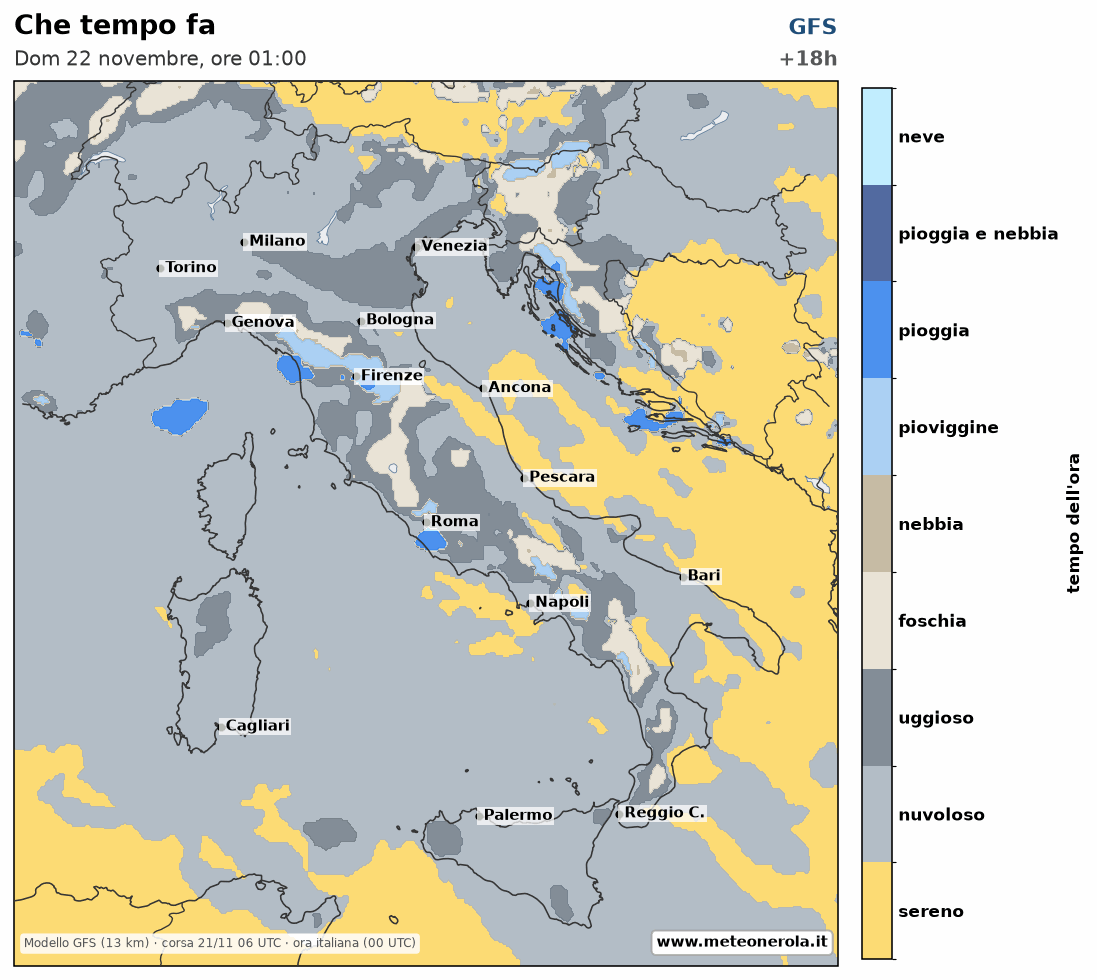 Che tempo fa
GFS
Dom 22 novembre, ore 01:00
+18h
neve
pioggia e nebbia
pioggia
pioviggine
nebbia
foschia
uggioso
nuvoloso
sereno
tempo dell'ora
Milano
Venezia
Torino
Genova
Bologna
Firenze
Ancona
Pescara
Roma
Bari
Napoli
Cagliari
Palermo
Reggio C.
Modello GFS (13 km) · corsa 21/11 06 UTC · ora italiana (00 UTC)
www.meteonerola.it